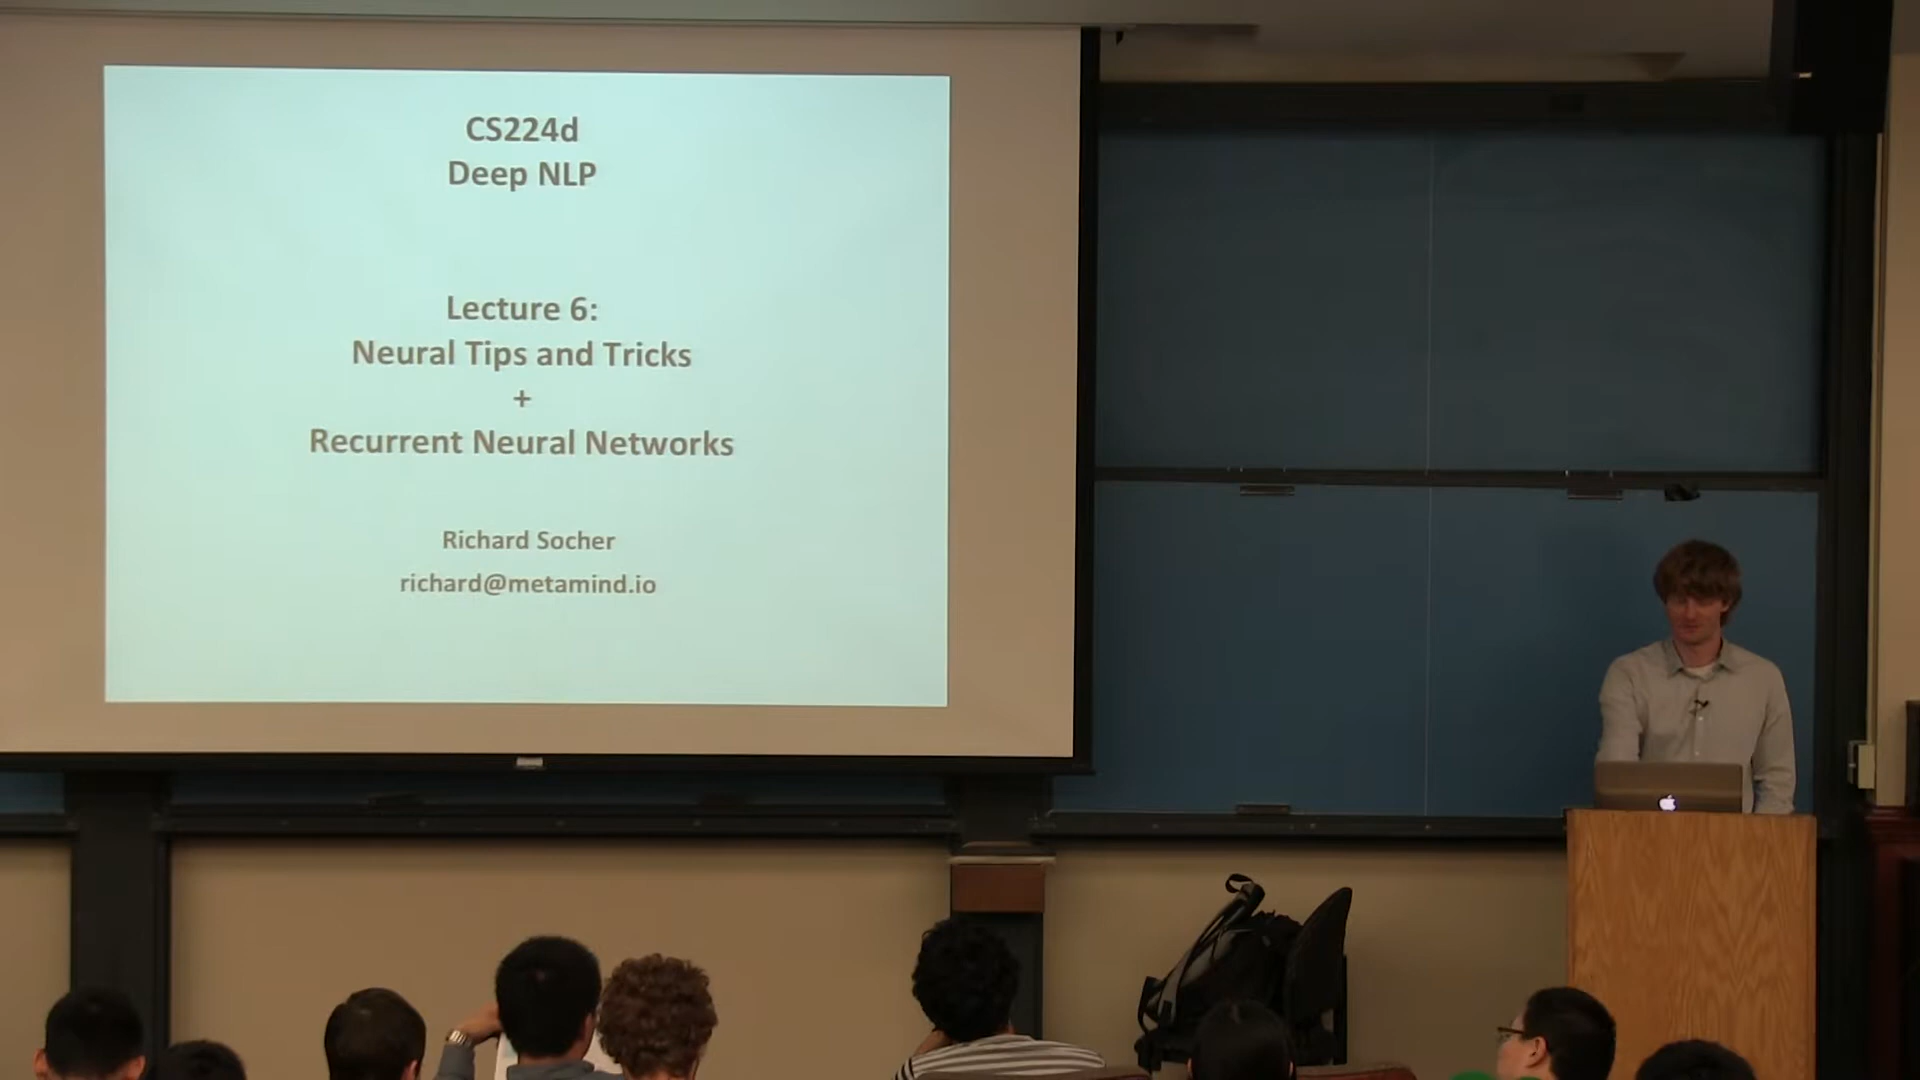 CS224d
Deep NLP
Lecture 6:
Neural Tips and Tricks
+
Recurrent Neural Networks
Richard Socher
richard@metamind.io